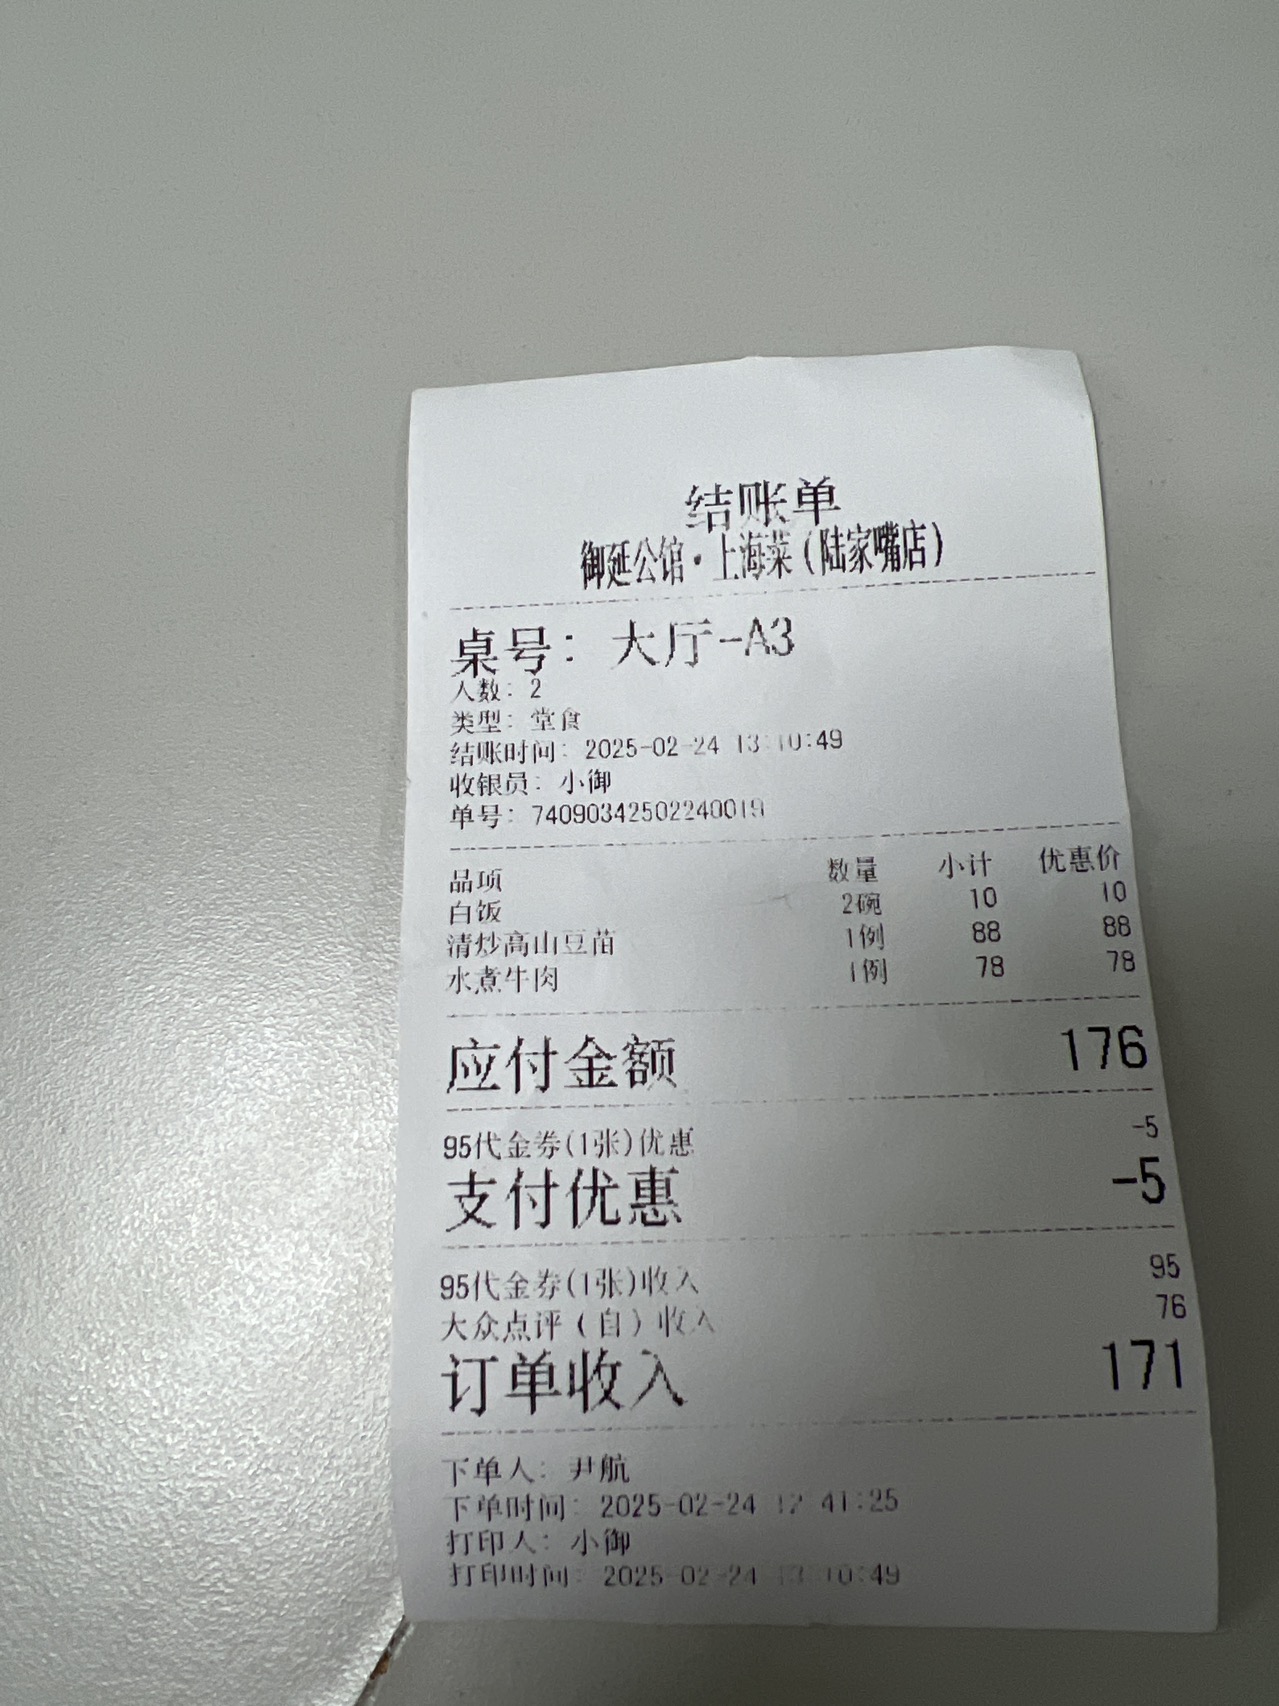 结账单
御延公馆·上海菜(陆家嘴店)
桌号: 大厅-A3
人数: 2
类型: 堂食
结账时间: 2025-02-24 13:10:49
收银员: 小御
单号: 74090342502240019
品项 数量 小计 优惠价
白饭 2碗 10 10
清炒高山豆苗 1例 88 88
水煮牛肉 1例 78 78
应付金额 176
95代金券(1张)优惠 -5
支付优惠 -5
95代金券(1张)收入 95
大众点评(自)收入 76
订单收入 171
下单人: 尹航
下单时间: 2025-02-24 12:41:25
打印人: 小御
打印时间: 2025-02-24 13:10:49